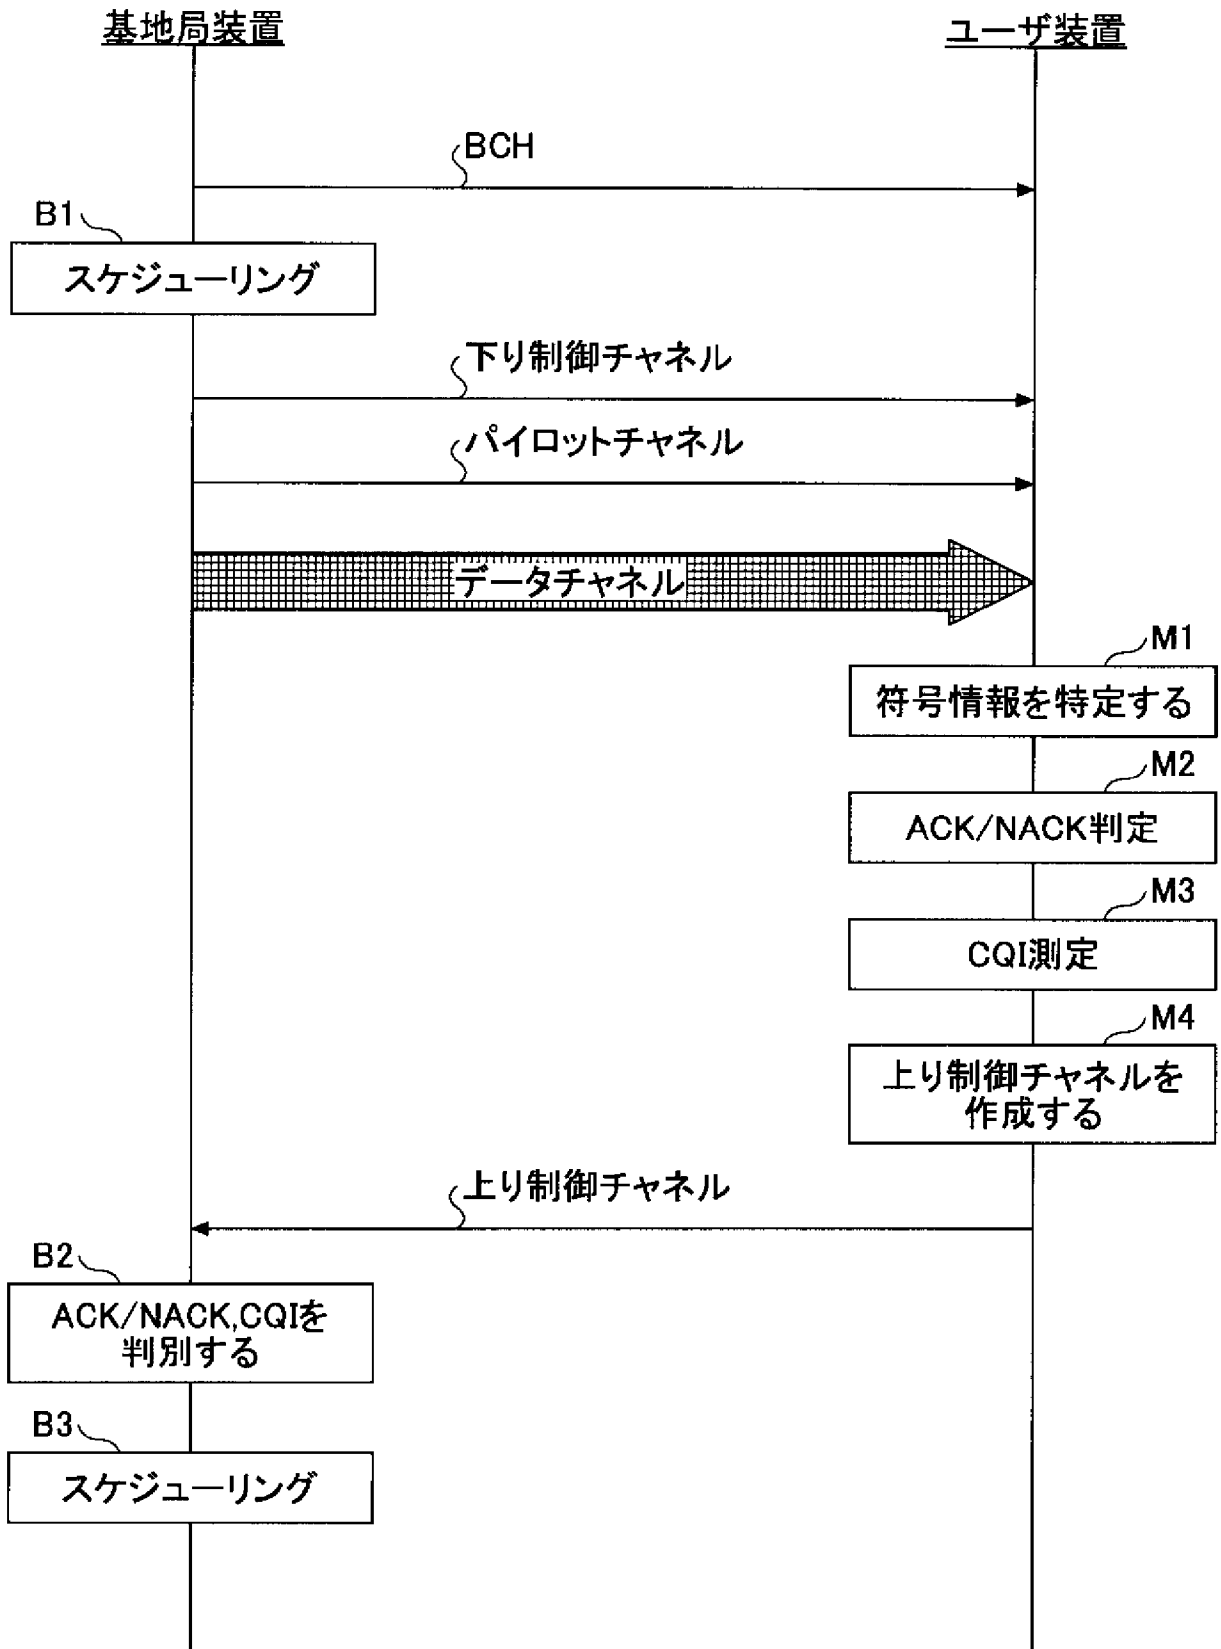 基地局装置
ユーザ装置
BCH
B1
スケジューリング
下り制御チャネル
パイロットチャネル
データチャネル
M1
符号情報を特定する
M2
ACK/NACK判定
M3
CQI測定
M4
上り制御チャネルを
作成する
上り制御チャネル
B2
ACK/NACK,CQIを
判別する
B3
スケジューリング